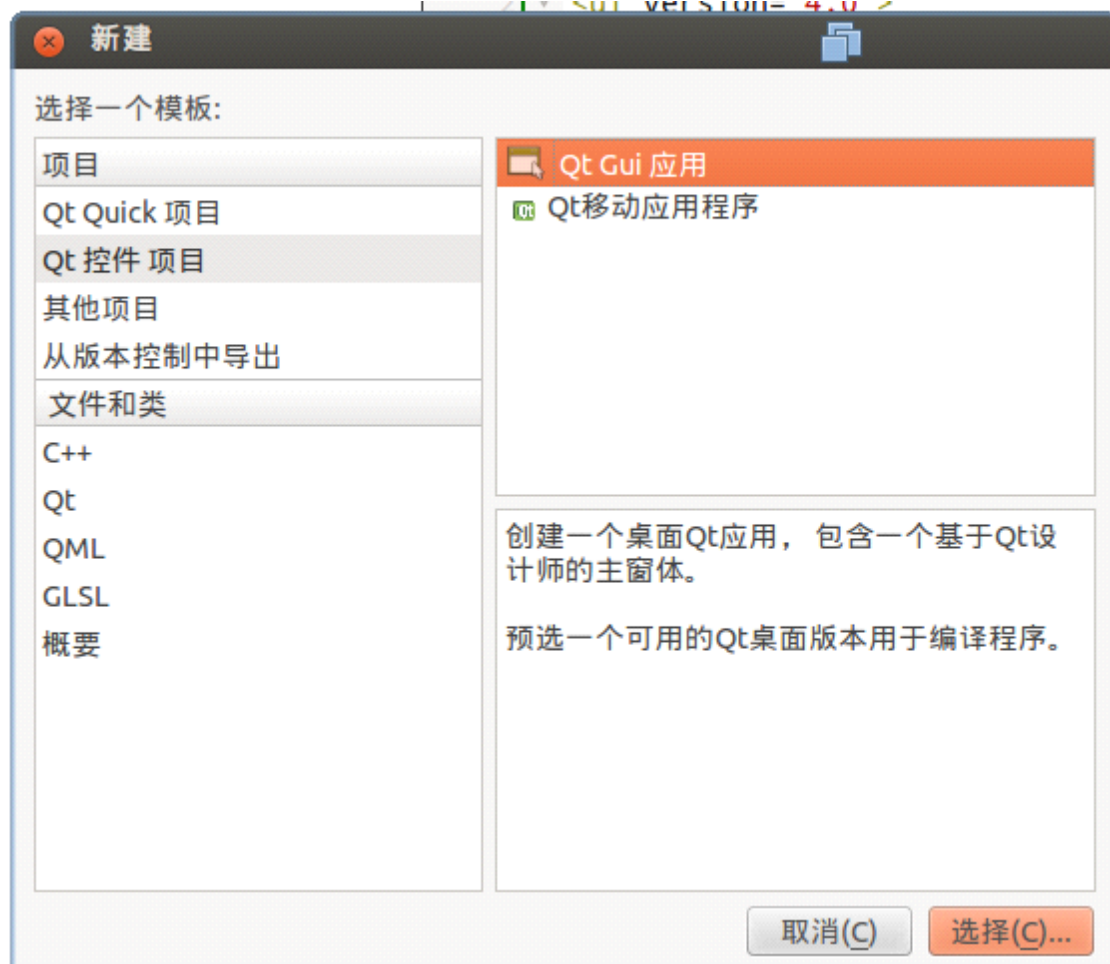 新建
选择一个模板:
项目
Qt Quick 项目
Qt 控件 项目
其他项目
从版本控制中导出
文件和类
C++
Qt
QML
GLSL
概要
Qt Gui 应用
Qt移动应用程序
创建一个桌面Qt应用， 包含一个基于Qt设
计师的主窗体。
预选一个可用的Qt桌面版本用于编译程序。
取消(C)
选择(C)...